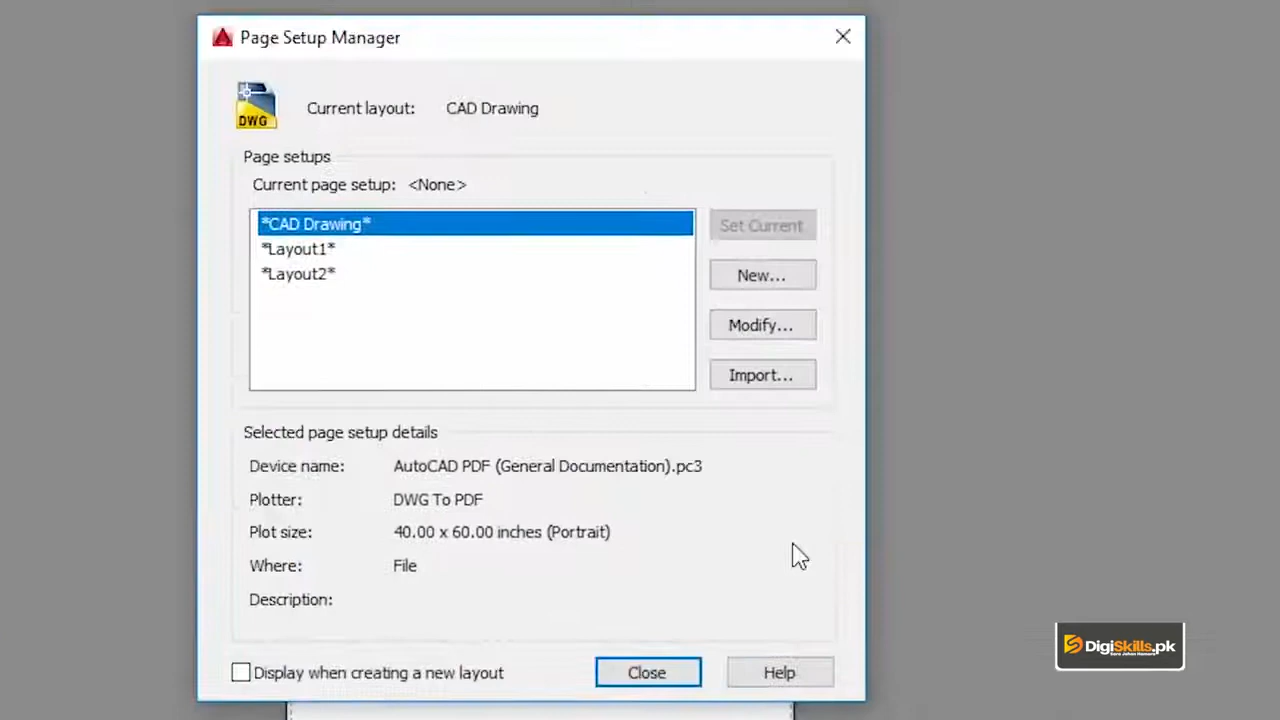 Page Setup Manager
DWG
Current layout: CAD Drawing
Page setups
Current page setup: <None>
*CAD Drawing*
*Layout1*
*Layout2*
Set Current
New...
Modify...
Import...
Selected page setup details
Device name: AutoCAD PDF (General Documentation).pc3
Plotter: DWG To PDF
Plot size: 40.00 x 60.00 inches (Portrait)
Where: File
Description:
Display when creating a new layout
Close
Help
DigiSkills.pk